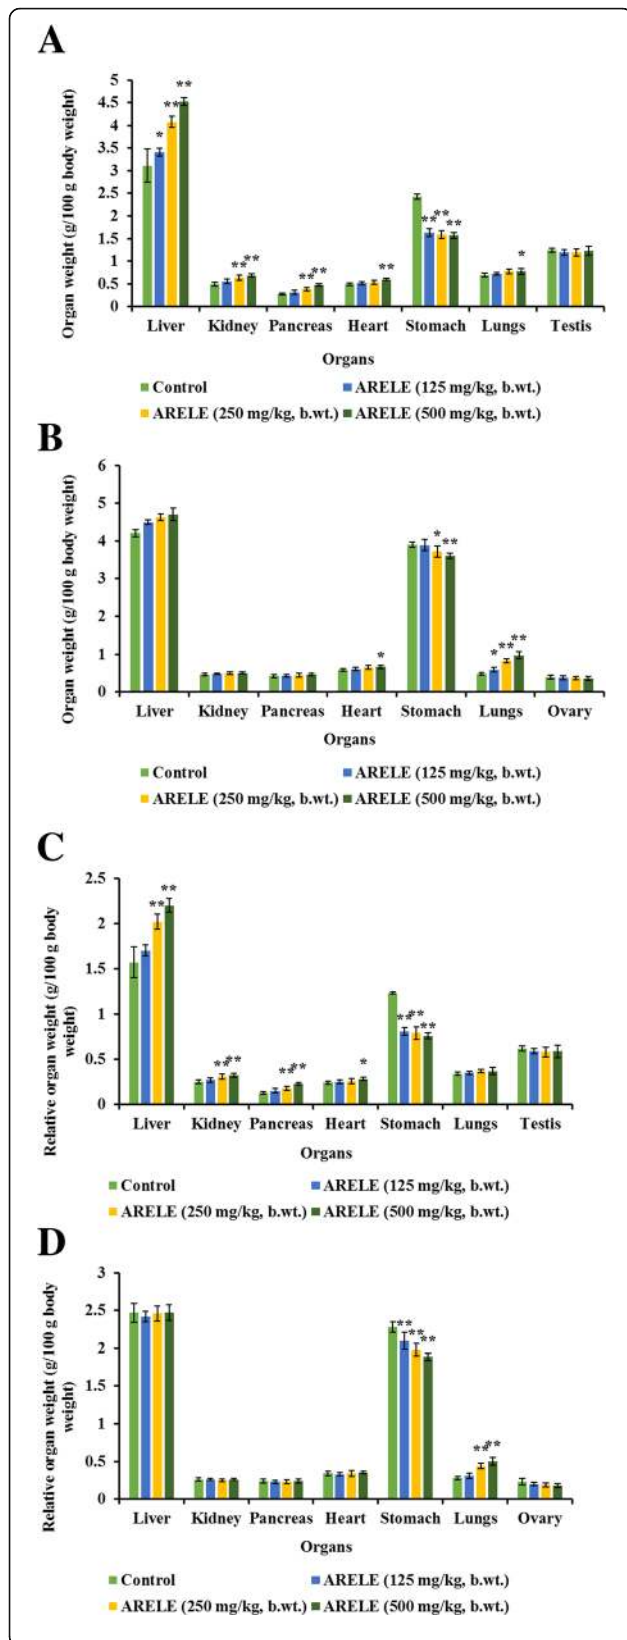 A
Organ weight (g/100 g body weight)
5
4.5
4
3.5
3
2.5
2
1.5
1
0.5
0
* ** **
** **
** **
**
** ** **
*
Liver Kidney Pancreas Heart Stomach Lungs Testis
Organs
Control ARELE (125 mg/kg, b.wt.)
ARELE (250 mg/kg, b.wt.) ARELE (500 mg/kg, b.wt.)
B
Organ weight (g/100 g body weight)
6
5
4
3
2
1
0
*
* **
* ** **
Liver Kidney Pancreas Heart Stomach Lungs Ovary
Organs
Control ARELE (125 mg/kg, b.wt.)
ARELE (250 mg/kg, b.wt.) ARELE (500 mg/kg, b.wt.)
C
Relative organ weight (g/100 g body
weight)
2.5
2
1.5
1
0.5
0
** **
** **
** **
*
** ** **
Liver Kidney Pancreas Heart Stomach Lungs Testis
Organs
Control ARELE (125 mg/kg, b.wt.)
ARELE (250 mg/kg, b.wt.) ARELE (500 mg/kg, b.wt.)
D
Relative organ weight (g/100 g body
weight)
3
2.5
2
1.5
1
0.5
0
** ** **
** **
Liver Kidney Pancreas Heart Stomach Lungs Ovary
Organs
Control ARELE (125 mg/kg, b.wt.)
ARELE (250 mg/kg, b.wt.) ARELE (500 mg/kg, b.wt.)